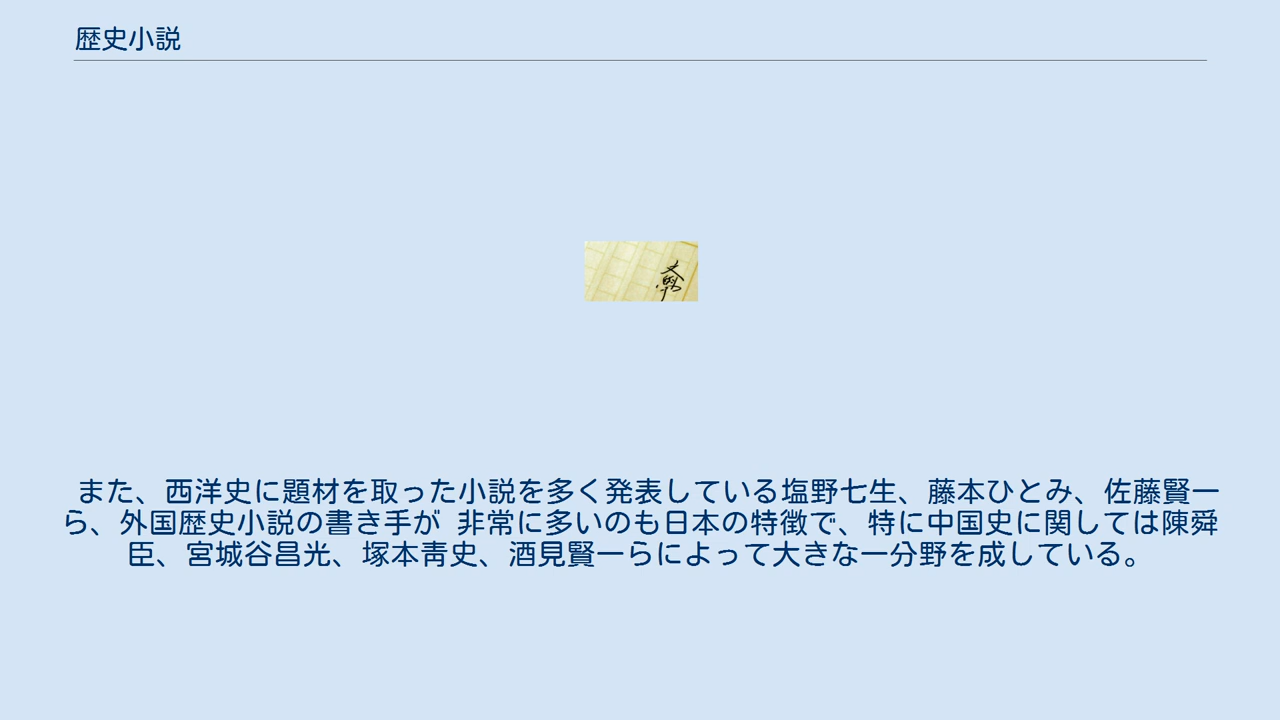 歴史小説
また、西洋史に題材を取った小説を多く発表している塩野七生、藤本ひとみ、佐藤賢一
ら、外国歴史小説の書き手が 非常に多いのも日本の特徴で、特に中国史に関しては陳舜
臣、宮城谷昌光、塚本靑史、酒見賢一らによって大きな一分野を成している。